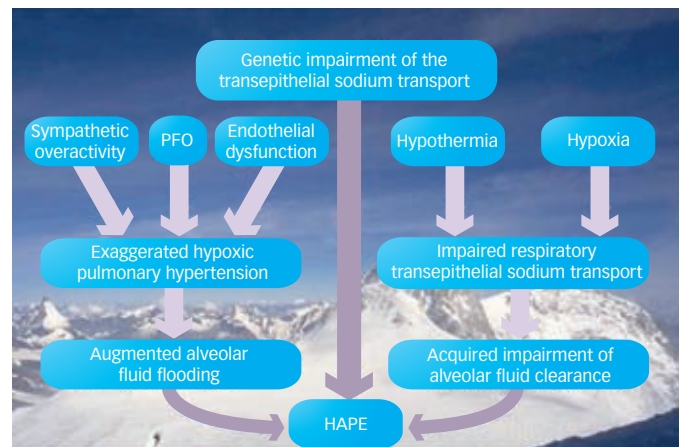 Genetic impairment of the
transepithelial sodium transport
Sympathetic
overactivity
PFO
Endothelial
dysfunction
Hypothermia
Hypoxia
Exaggerated hypoxic
pulmonary hypertension
Impaired respiratory
transepithelial sodium transport
Augmented alveolar
fluid flooding
Acquired impairment of
alveolar fluid clearance
HAPE